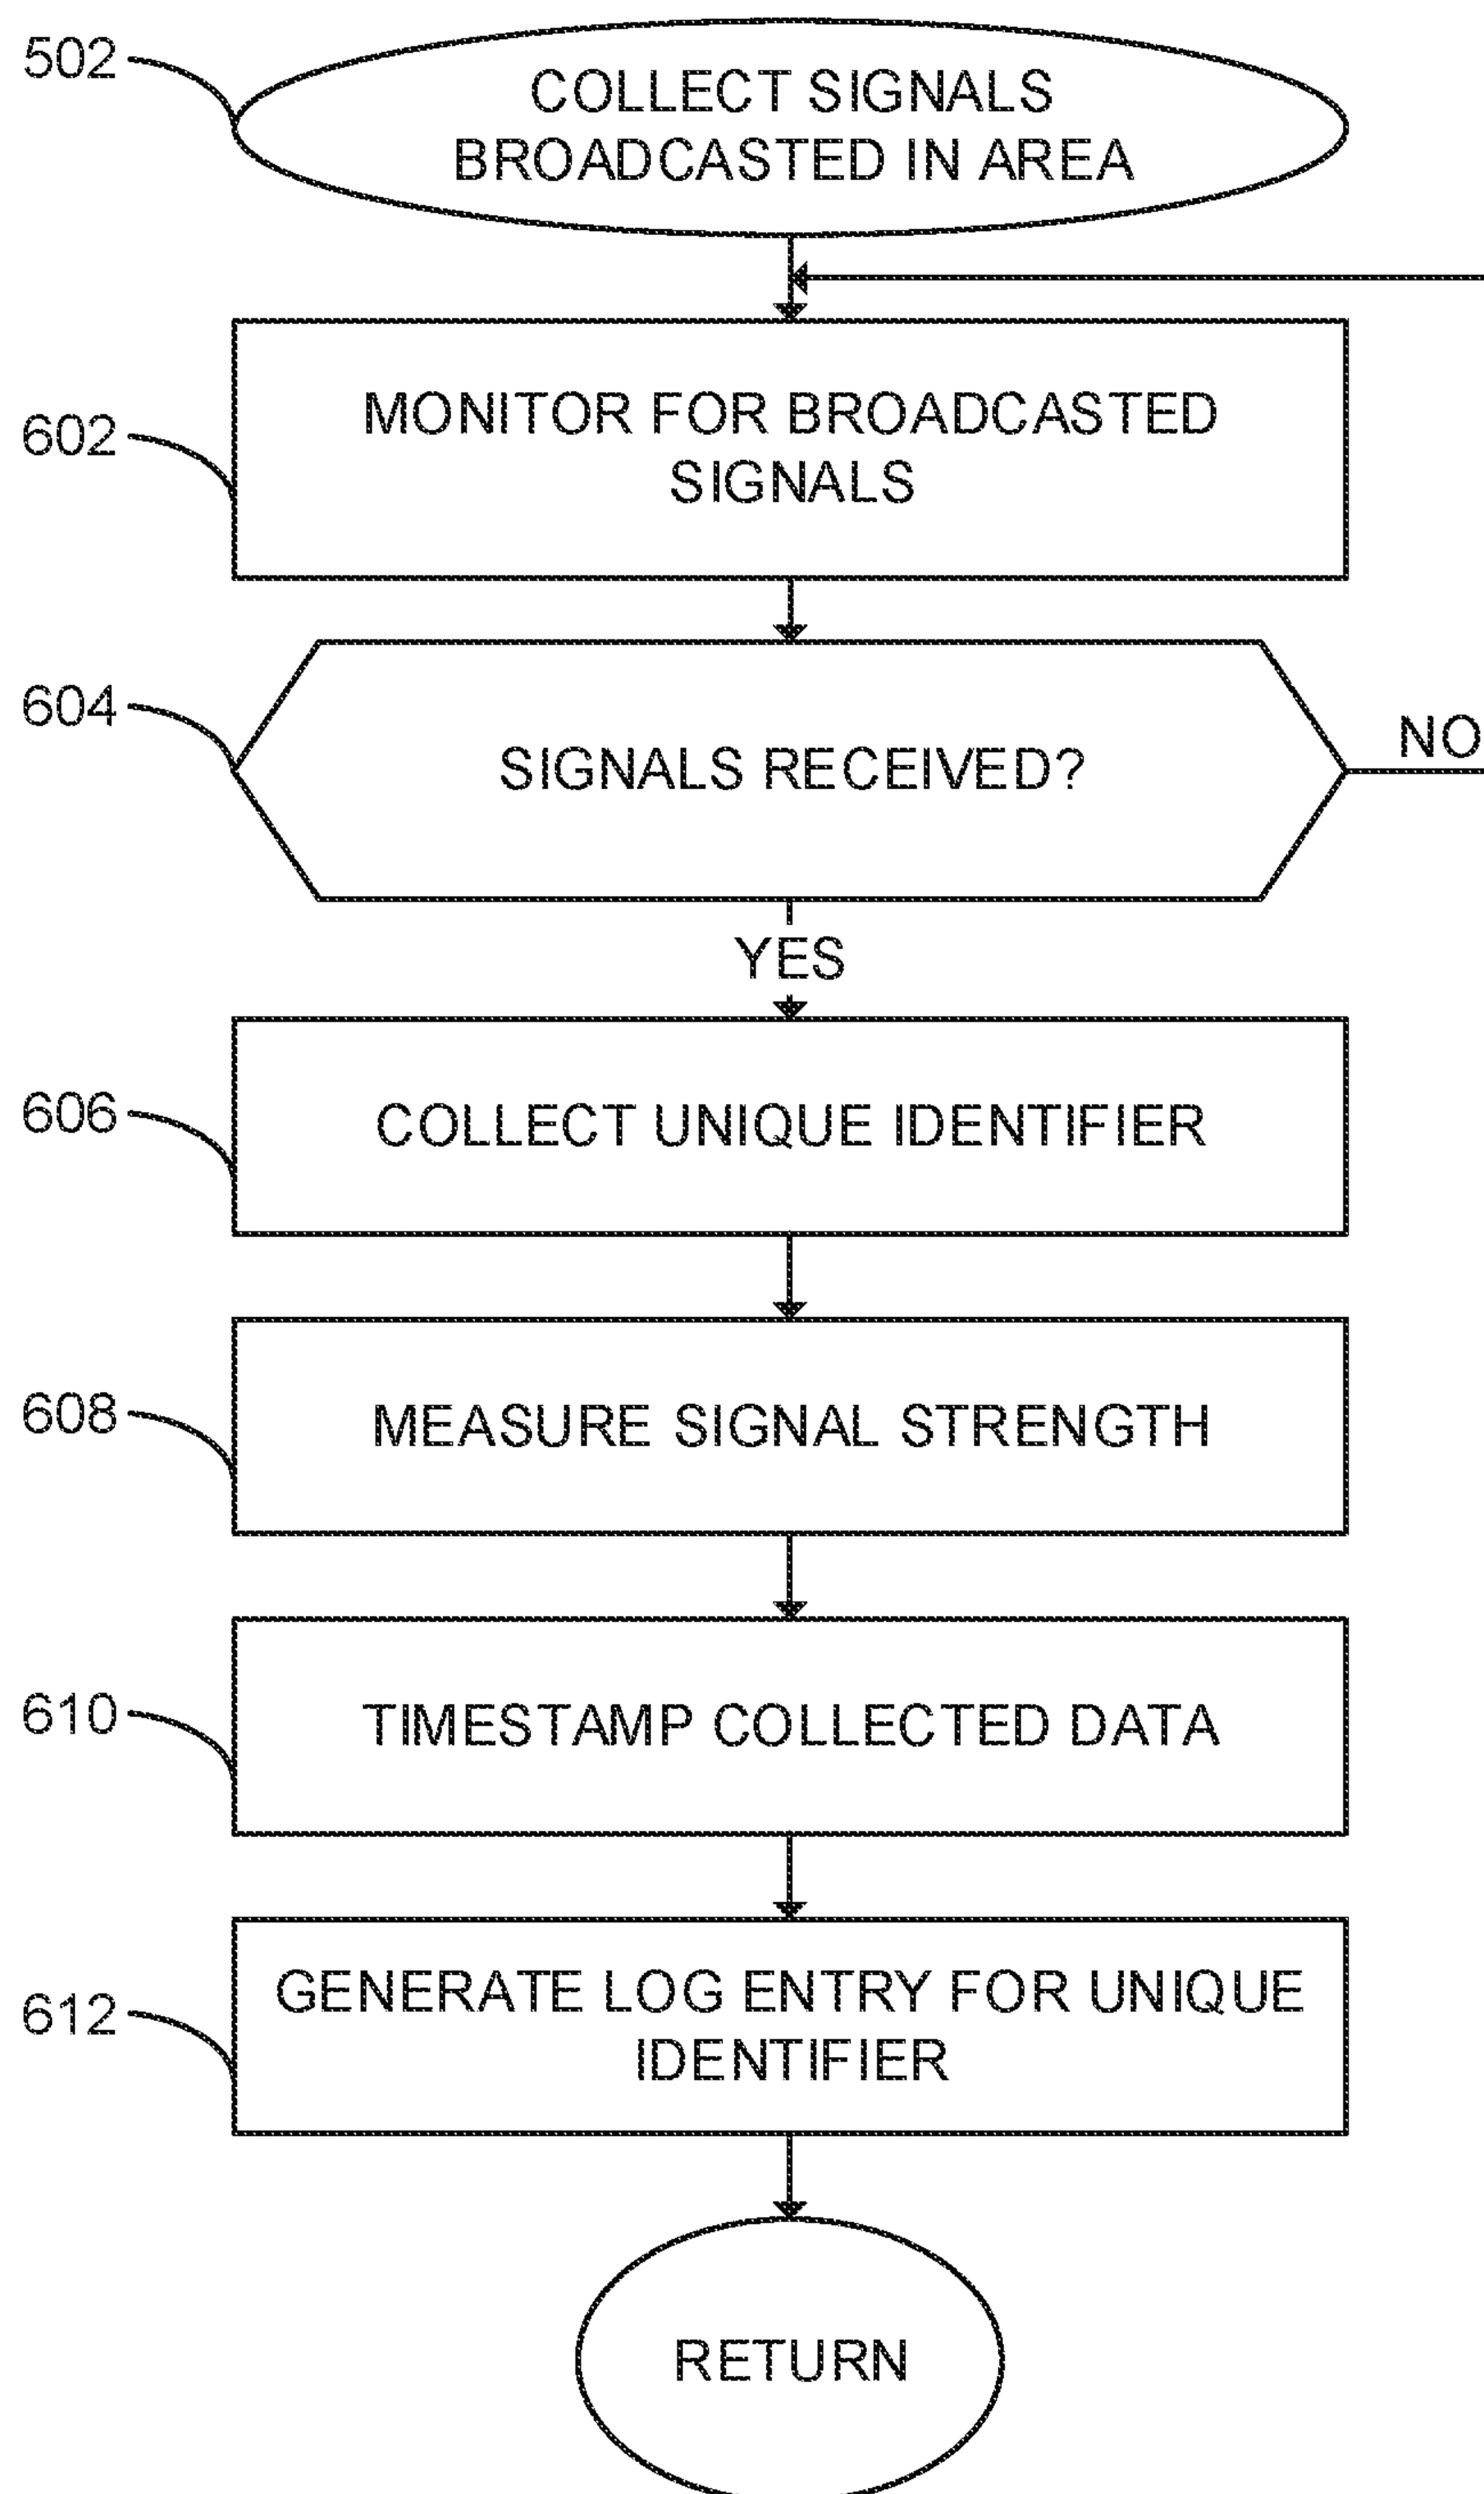 502
COLLECT SIGNALS
BROADCASTED IN AREA
602
MONITOR FOR BROADCASTED
SIGNALS
604
SIGNALS RECEIVED?
NO
YES
606
COLLECT UNIQUE IDENTIFIER
608
MEASURE SIGNAL STRENGTH
610
TIMESTAMP COLLECTED DATA
612
GENERATE LOG ENTRY FOR UNIQUE
IDENTIFIER
RETURN